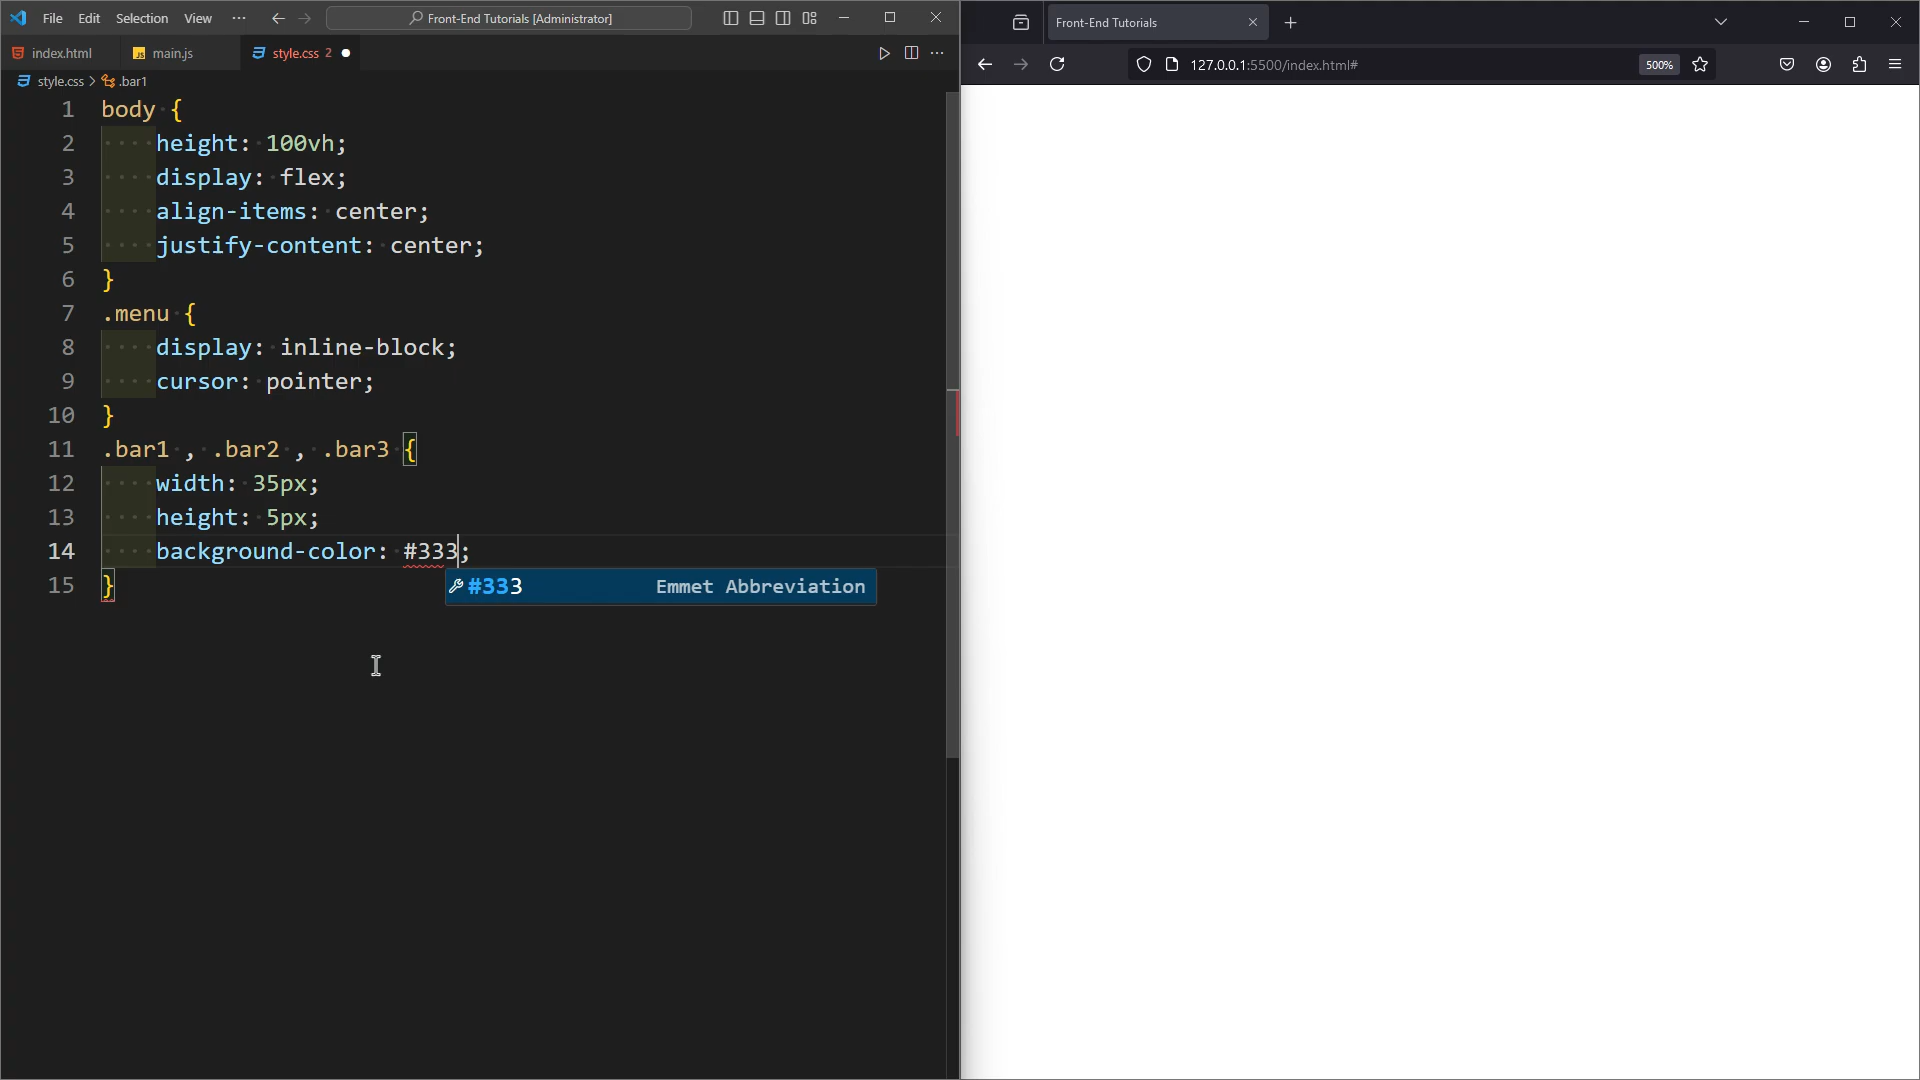 File Edit Selection View ··· Front-End Tutorials [Administrator]
index.html main.js style.css 2
style.css > .bar1
1 body {
2 height: 100vh;
3 display: flex;
4 align-items: center;
5 justify-content: center;
6 }
7 .menu {
8 display: inline-block;
9 cursor: pointer;
10 }
11 .bar1 , .bar2 , .bar3 {
12 width: 35px;
13 height: 5px;
14 background-color: #333;
15 }
#333 Emmet Abbreviation
Front-End Tutorials
127.0.0.1:5500/index.html# 500%